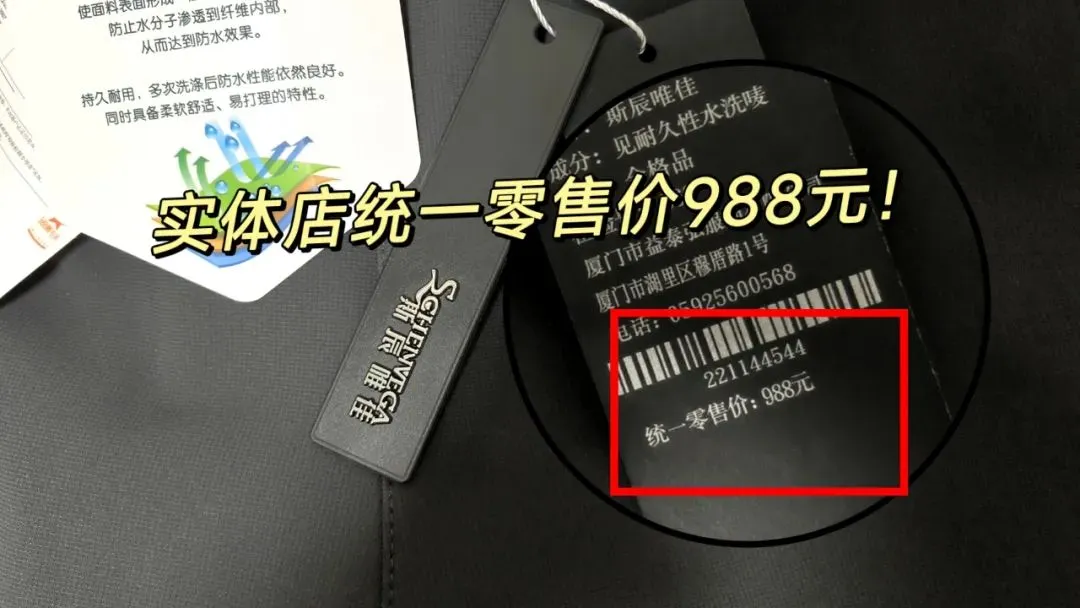 使面料表面形成一
防止水分子渗透到纤维内部，
从而达到防水效果。
持久耐用，多次洗涤后防水性能依然良好。
同时具备柔软舒适、易打理的特性。
实体店统一零售价988元！
SCHENVEGA
斯辰唯佳
：斯辰唯佳
成分：见耐久性水洗唛
合格品
厦门市益泰弘服
厦门市湖里区穆厝路1号
电话：05925600568
221144544
统一零售价：988元